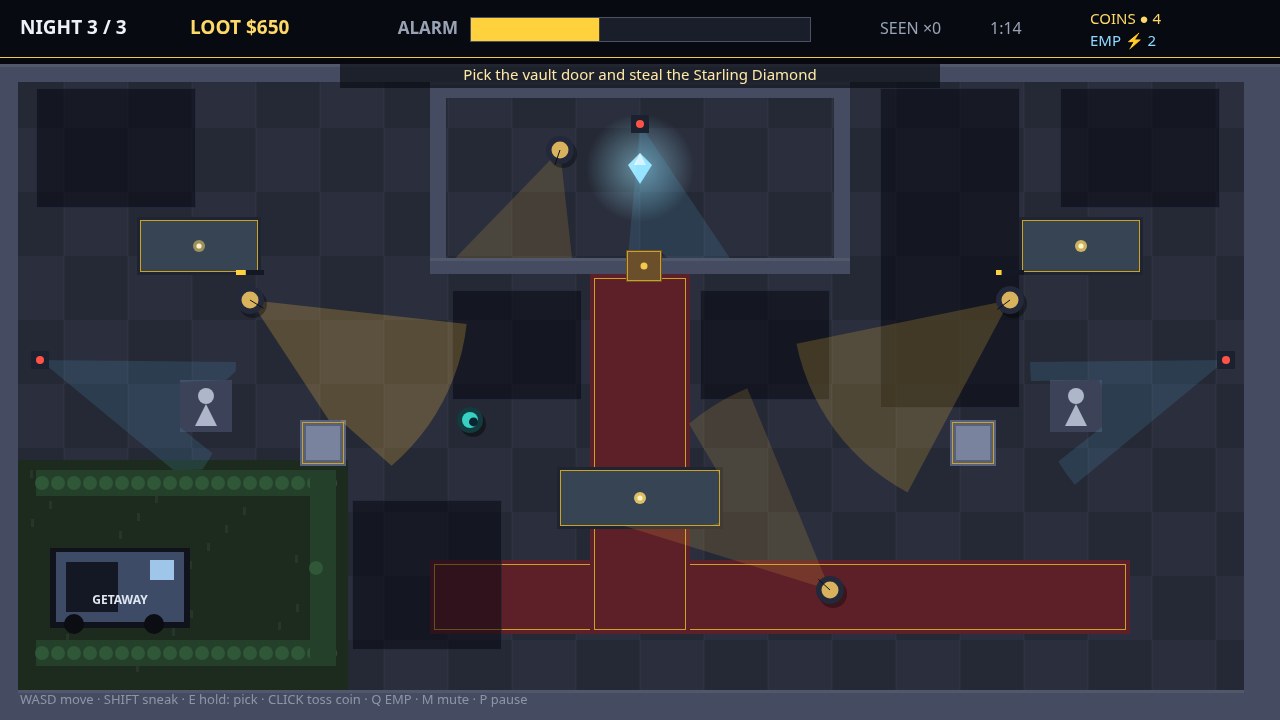 NIGHT 3 / 3
LOOT $650
ALARM
SEEN ×0
1:14
COINS ● 4
EMP ⚡ 2
Pick the vault door and steal the Starling Diamond
GETAWAY
WASD move · SHIFT sneak · E hold: pick · CLICK toss coin · Q EMP · M mute · P pause